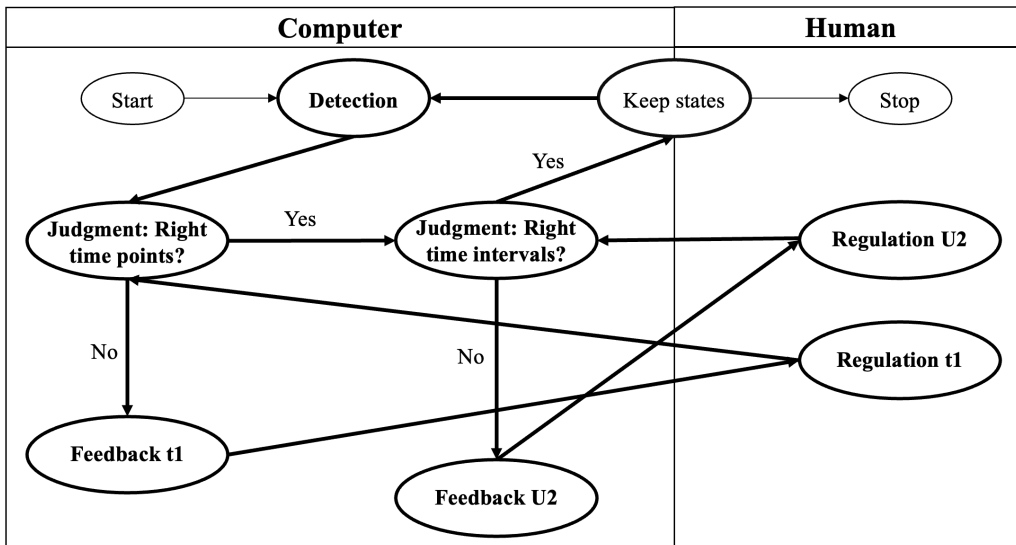 Computer
Human
Start
Detection
Keep states
Stop
Yes
Judgment: Right
time points?
Yes
Judgment: Right
time intervals?
Regulation U2
No
No
Regulation t1
Feedback t1
Feedback U2